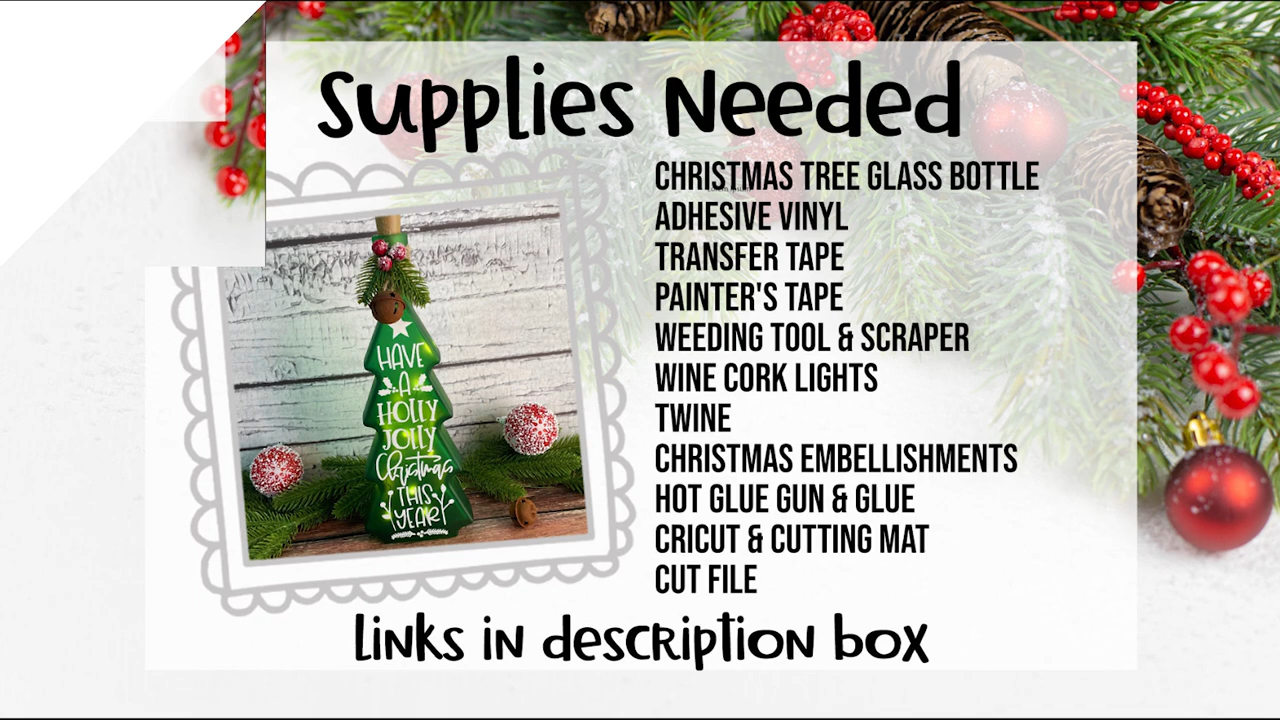 Supplies Needed
CHRISTMAS TREE GLASS BOTTLE
ADHESIVE VINYL
TRANSFER TAPE
PAINTER'S TAPE
WEEDING TOOL & SCRAPER
WINE CORK LIGHTS
TWINE
CHRISTMAS EMBELLISHMENTS
HOT GLUE GUN & GLUE
CRICUT & CUTTING MAT
CUT FILE
HAVE
A
HOLLY
JOLLY
Christmas
THIS
YEAR
Links in description box